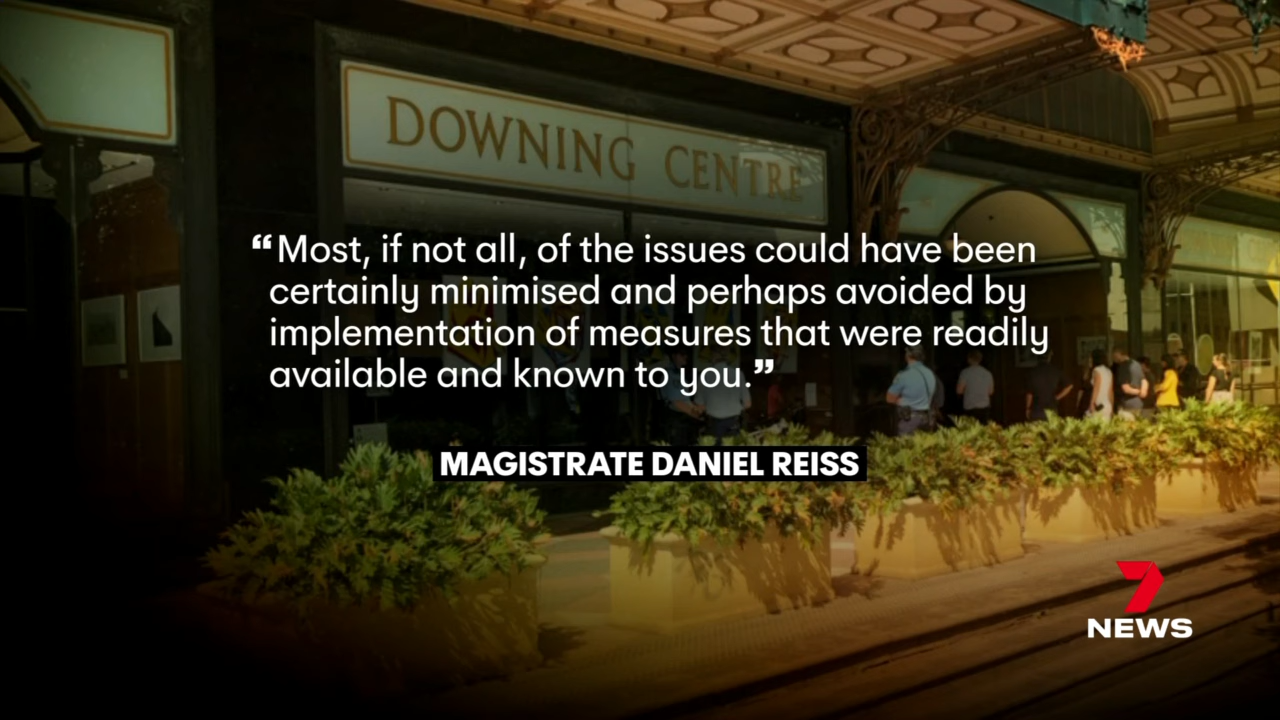 DOWNING CENTRE
“Most, if not all, of the issues could have been
certainly minimised and perhaps avoided by
implementation of measures that were readily
available and known to you.”
MAGISTRATE DANIEL REISS
7
NEWS